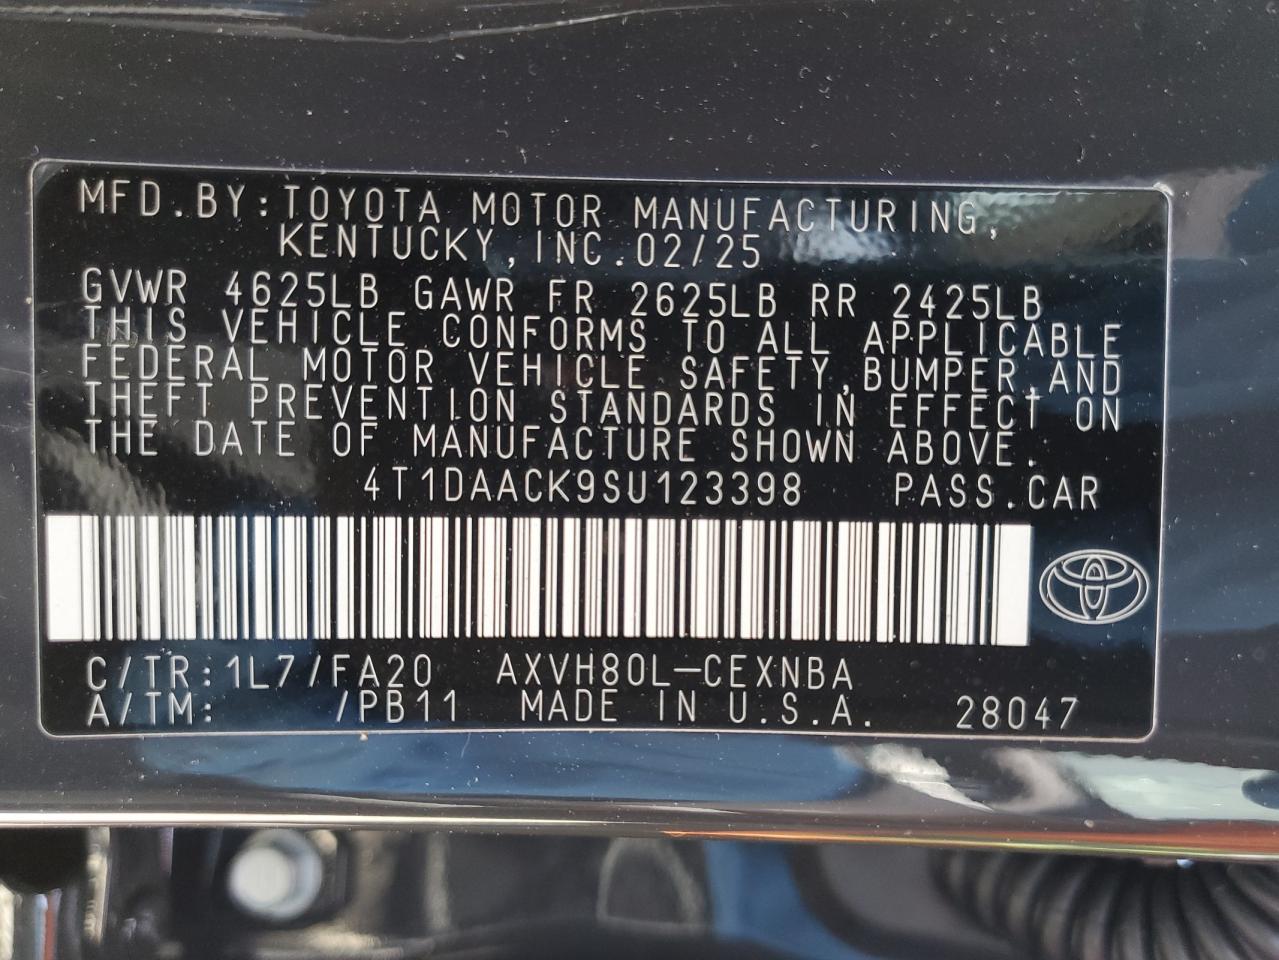 MFD.BY:TOYOTA MOTOR MANUFACTURING,
KENTUCKY,INC.02/25
GVWR 4625LB GAWR FR 2625LB RR 2425LB
THIS VEHICLE CONFORMS TO ALL APPLICABLE
FEDERAL MOTOR VEHICLE SAFETY,BUMPER,AND
THEFT PREVENTION STANDARDS IN EFFECT ON
THE DATE OF MANUFACTURE SHOWN ABOVE.
4T1DAACK9SU123398 PASS.CAR
C/TR:1L7/FA20 AXVH80L-CEXNBA
A/TM: /PB11 MADE IN U.S.A. 28047